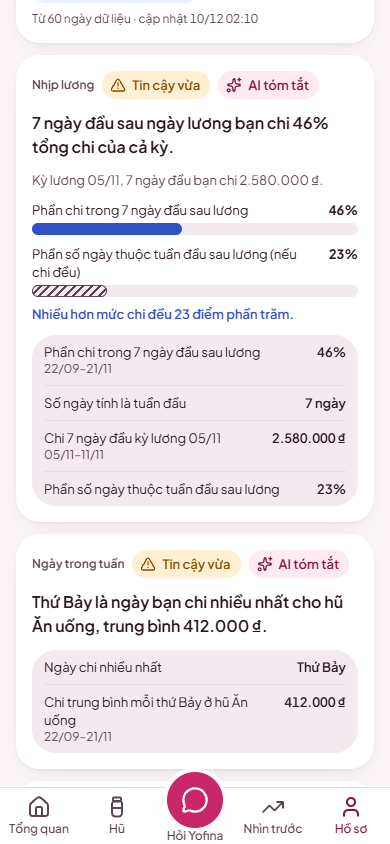 Từ 60 ngày dữ liệu · cập nhật 10/12 02:10
Nhịp lương
Tin cậy vừa
AI tóm tắt
7 ngày đầu sau ngày lương bạn chi 46%
tổng chi của cả kỳ.
Kỳ lương 05/11, 7 ngày đầu bạn chi 2.580.000 ₫.
Phần chi trong 7 ngày đầu sau lương 46%
Phần số ngày thuộc tuần đầu sau lương (nếu 23%
chi đều)
Nhiều hơn mức chi đều 23 điểm phần trăm.
Phần chi trong 7 ngày đầu sau lương 46%
22/09–21/11
Số ngày tính là tuần đầu 7 ngày
Chi 7 ngày đầu kỳ lương 05/11 2.580.000 ₫
05/11–11/11
Phần số ngày thuộc tuần đầu sau lương 23%
Ngày trong tuần
Tin cậy vừa
AI tóm tắt
Thứ Bảy là ngày bạn chi nhiều nhất cho hũ
Ăn uống, trung bình 412.000 ₫.
Ngày chi nhiều nhất Thứ Bảy
Chi trung bình mỗi thứ Bảy ở hũ Ăn 412.000 ₫
uống
22/09–21/11
Tổng quan
Hũ
Hỏi Yofina
Nhìn trước
Hồ sơ